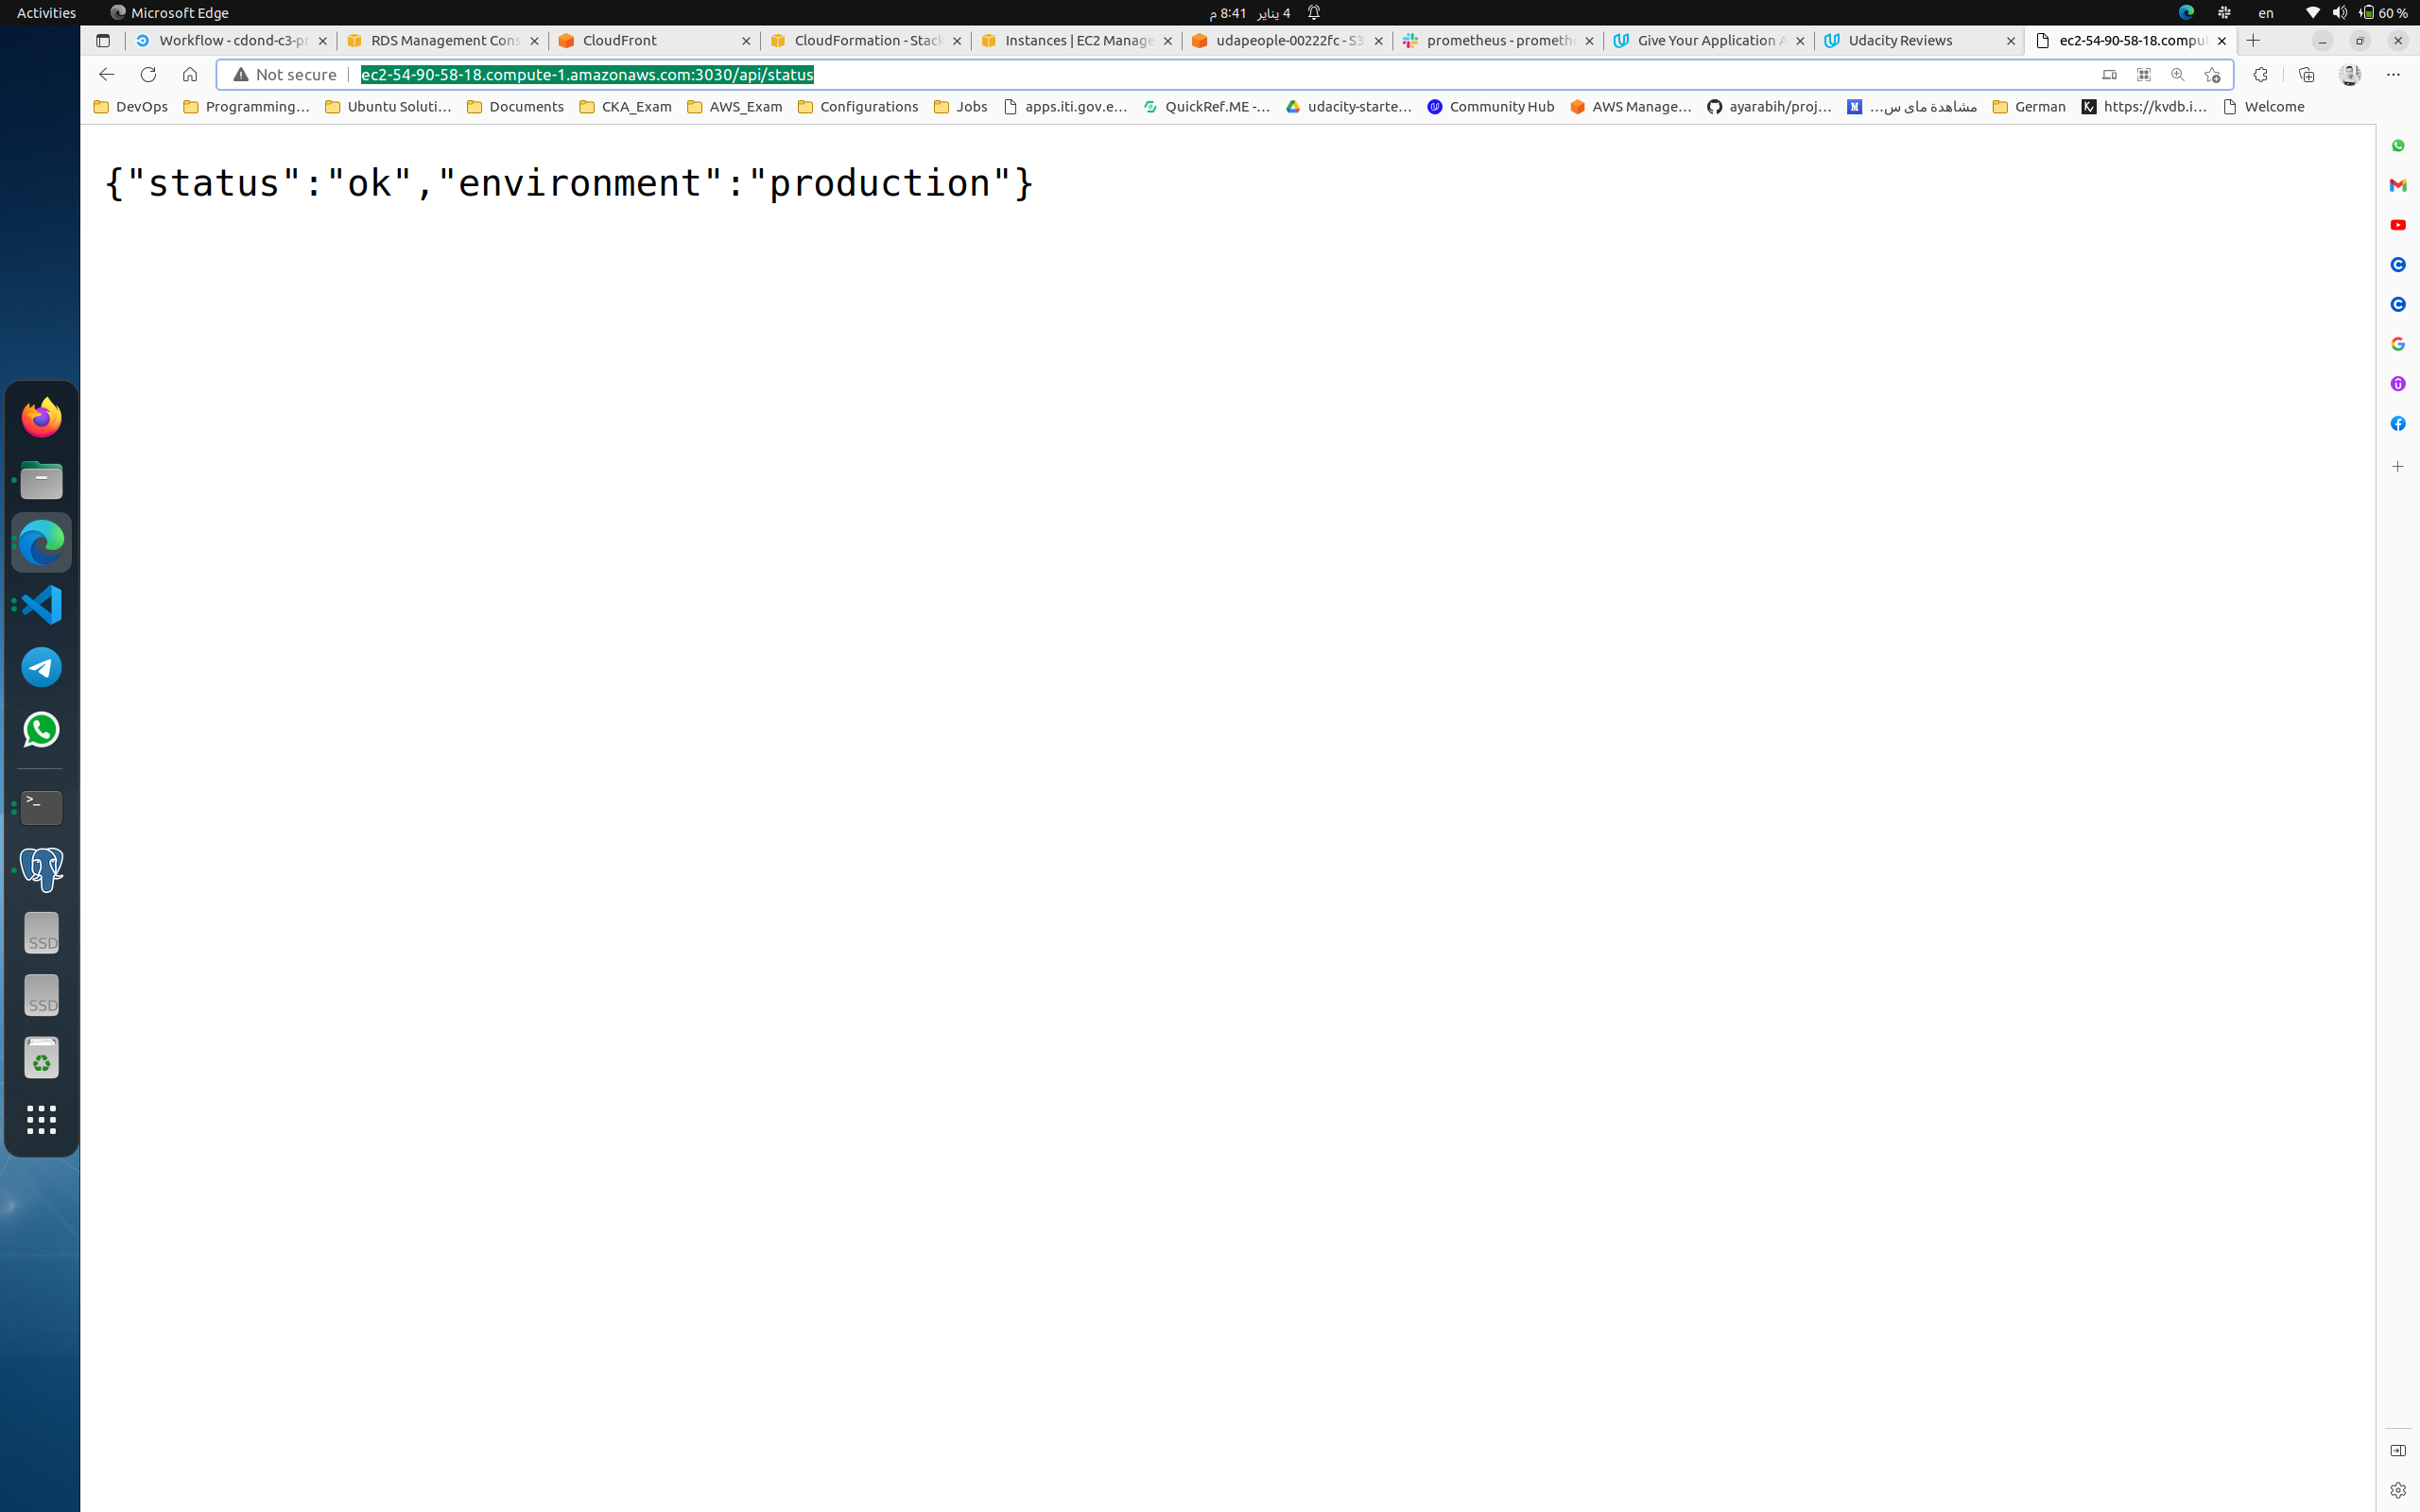 Activities Microsoft Edge 4 يناير 8:41 م en 60 %
Workflow - cdond-c3-pr RDS Management Cons CloudFront CloudFormation - Stack Instances | EC2 Manage udapeople-00222fc - S3 prometheus - prometh Give Your Application A Udacity Reviews ec2-54-90-58-18.comput
Not secure ec2-54-90-58-18.compute-1.amazonaws.com:3030/api/status
DevOps Programming… Ubuntu Soluti… Documents CKA_Exam AWS_Exam Configurations Jobs apps.iti.gov.e… QuickRef.ME -… udacity-starte… Community Hub AWS Manage… ayarabih/proj… مشاهدة ماى س… German https://kvdb.i… Welcome
{"status":"ok","environment":"production"}
>_
SSD
SSD